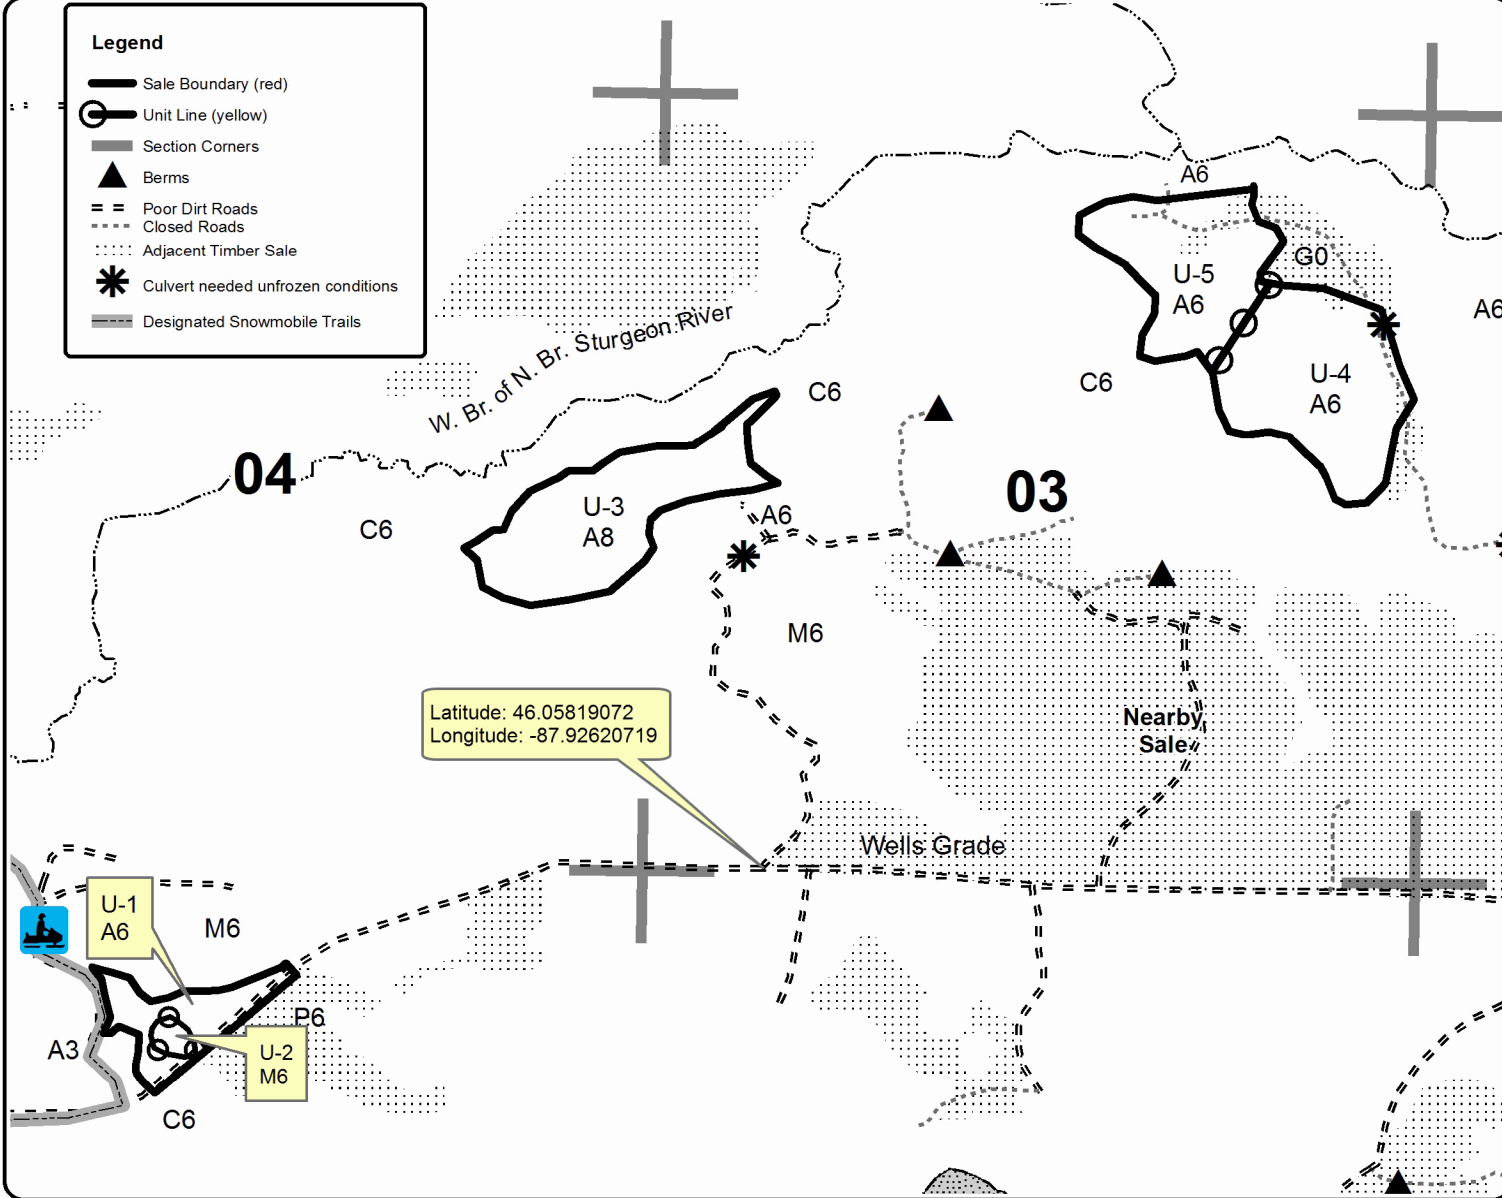 Legend
Sale Boundary (red)
Unit Line (yellow)
Section Corners
Berms
Poor Dirt Roads
Closed Roads
Adjacent Timber Sale
Culvert needed unfrozen conditions
Designated Snowmobile Trails
A6
G0
U-5
A6
A6
W. Br. of N. Br. Sturgeon River
C6
C6
U-4
A6
04
03
C6
U-3
A8
A6
M6
Latitude: 46.05819072
Longitude: -87.92620719
Nearby
Sale
Wells Grade
U-1
A6
M6
P6
A3
U-2
M6
C6